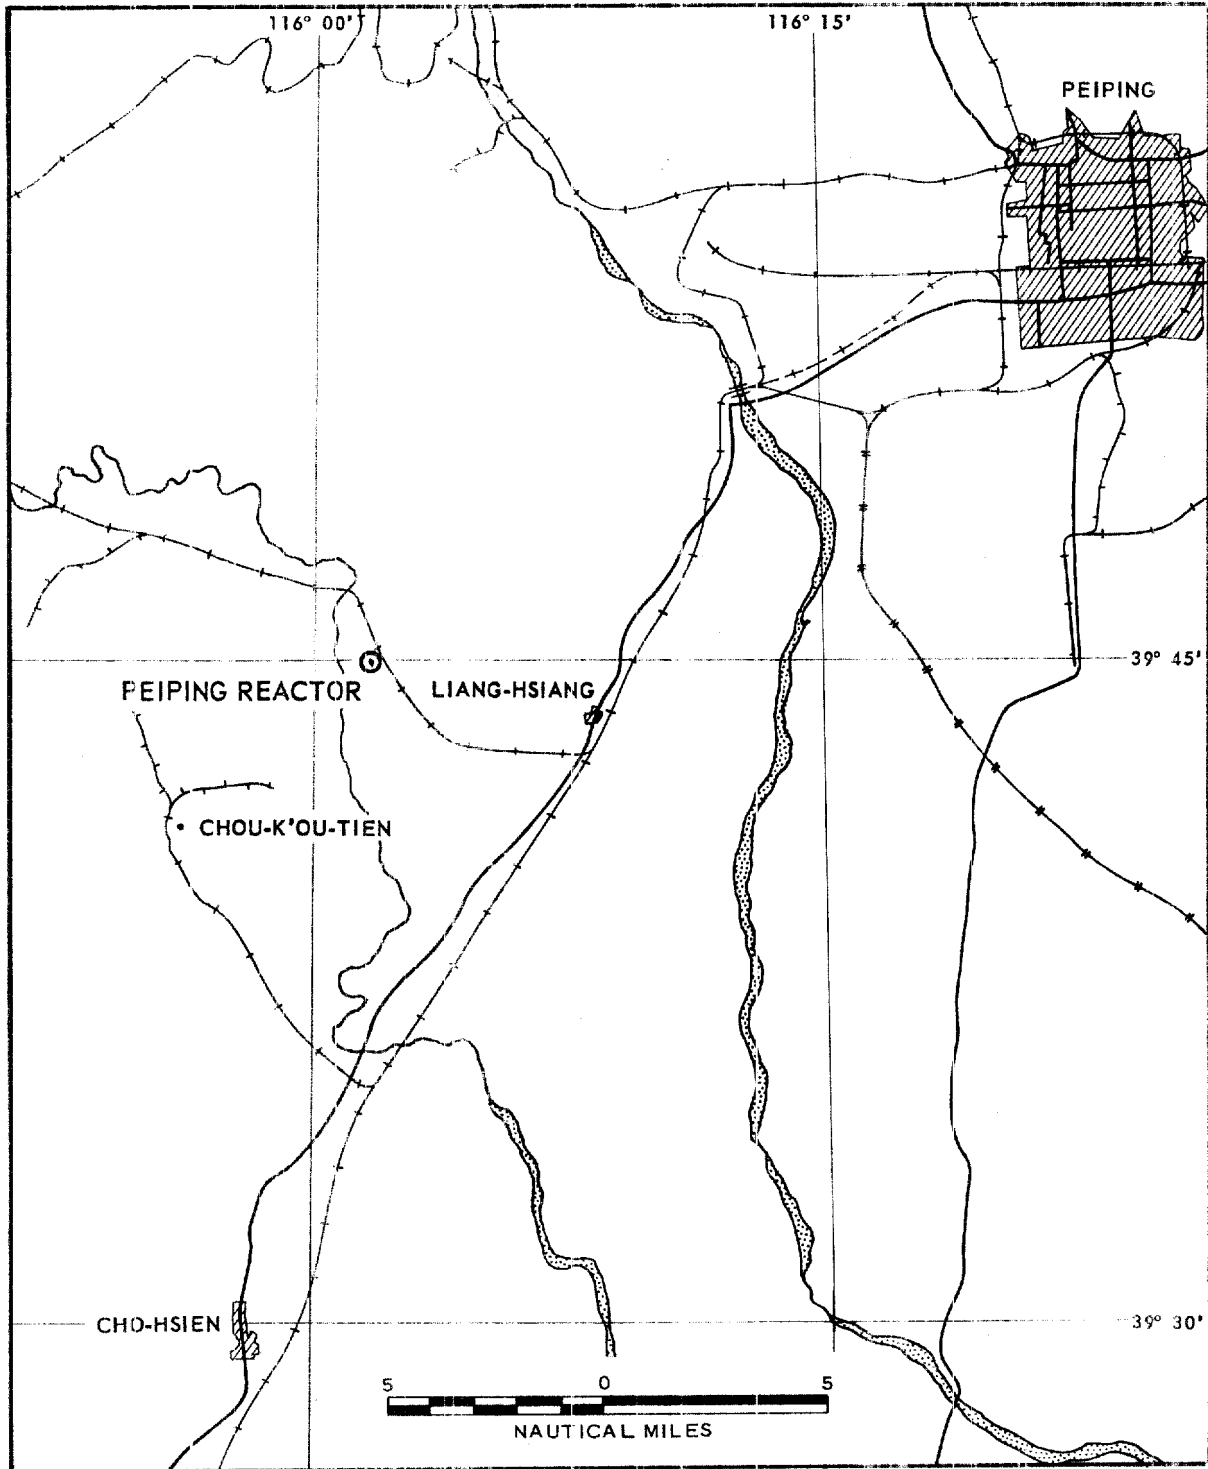 116° 00'
116° 15'
PEIPING
39° 45'
PEIPING REACTOR
LIANG-HSIANG
CHOU-K'OU-TIEN
CHO-HSIEN
39° 30'
5 0 5
NAUTICAL MILES